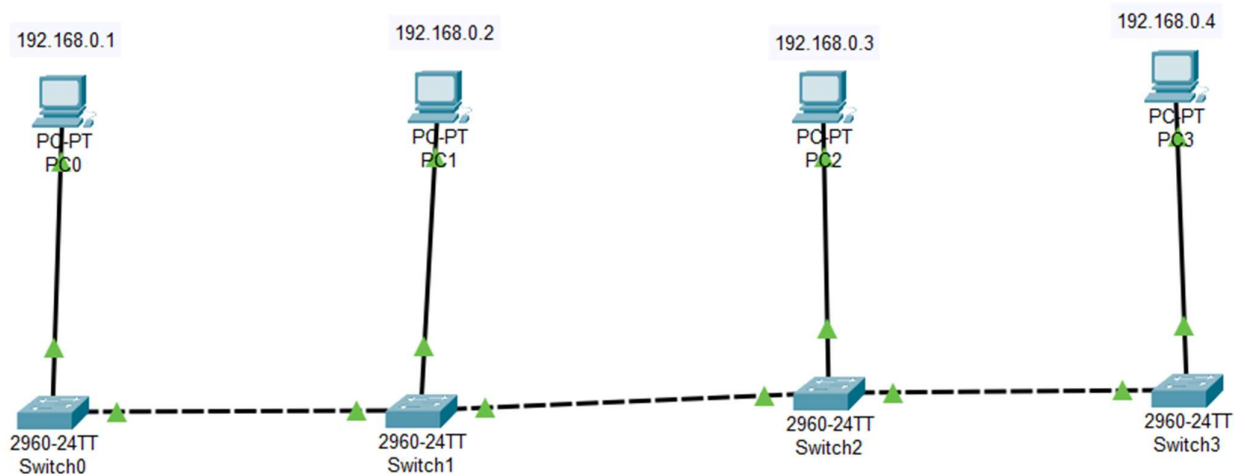 192.168.0.1
PC-PT
PC0
192.168.0.2
PC-PT
PC1
192.168.0.3
PC-PT
PC2
192.168.0.4
PC-PT
PC3
2960-24TT
Switch0
2960-24TT
Switch1
2960-24TT
Switch2
2960-24TT
Switch3